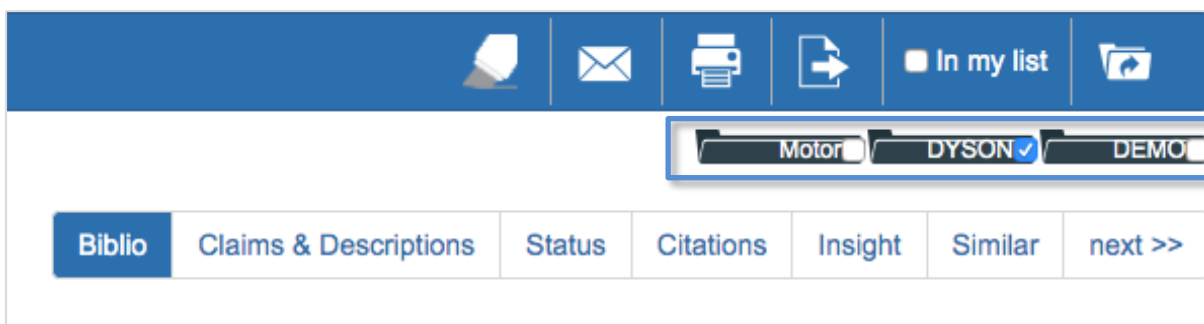 In my list
Motor DYSON DEMO
Biblio Claims & Descriptions Status Citations Insight Similar next >>